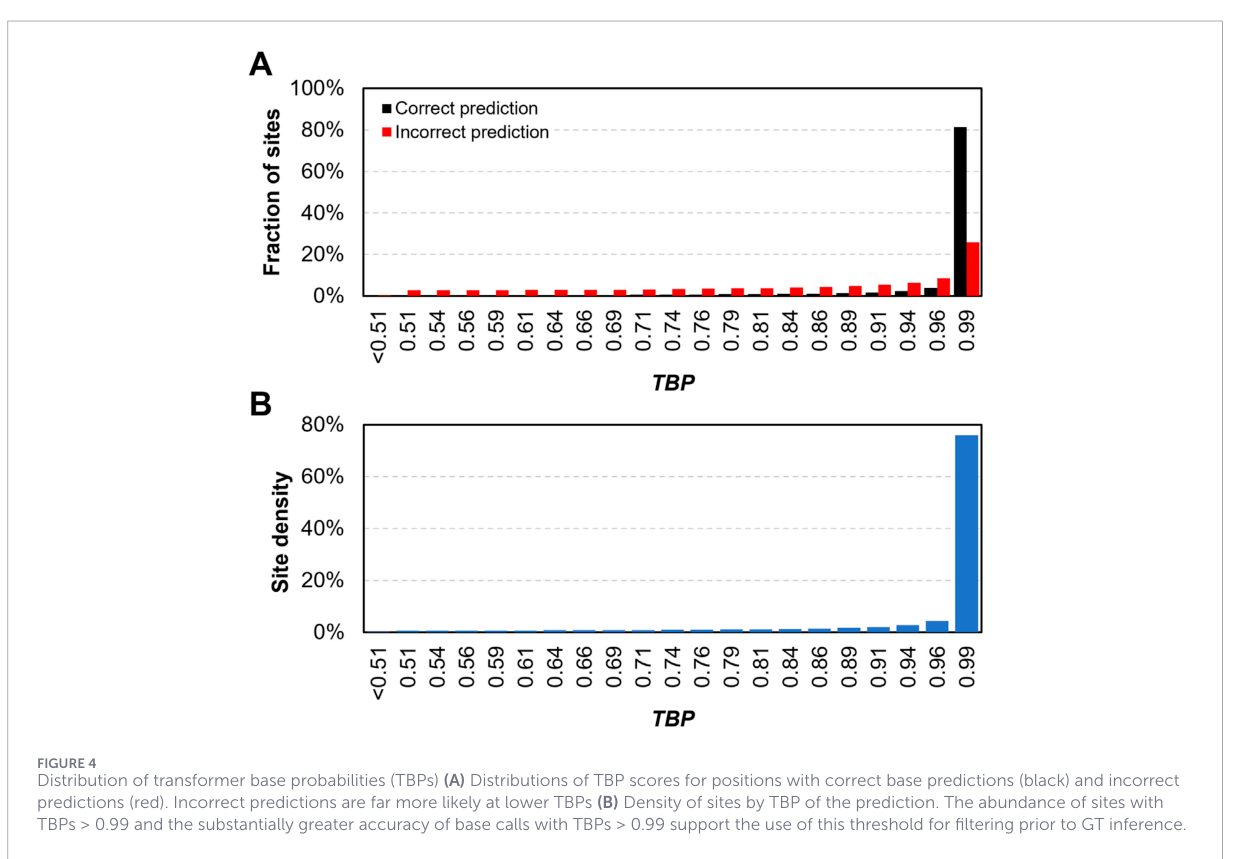 A
100%
80%
60%
40%
20%
0%
Fraction of sites
Correct prediction
Incorrect prediction
<0.51 0.51 0.54 0.56 0.59 0.61 0.64 0.66 0.69 0.71 0.74 0.76 0.79 0.81 0.84 0.86 0.89 0.91 0.94 0.96 0.99
TBP
B
80%
60%
40%
20%
0%
Site density
<0.51 0.51 0.54 0.56 0.59 0.61 0.64 0.66 0.69 0.71 0.74 0.76 0.79 0.81 0.84 0.86 0.89 0.91 0.94 0.96 0.99
TBP
FIGURE 4
Distribution of transformer base probabilities (TBPs) (A) Distributions of TBP scores for positions with correct base predictions (black) and incorrect
predictions (red). Incorrect predictions are far more likely at lower TBPs (B) Density of sites by TBP of the prediction. The abundance of sites with
TBPs > 0.99 and the substantially greater accuracy of base calls with TBPs > 0.99 support the use of this threshold for filtering prior to GT inference.